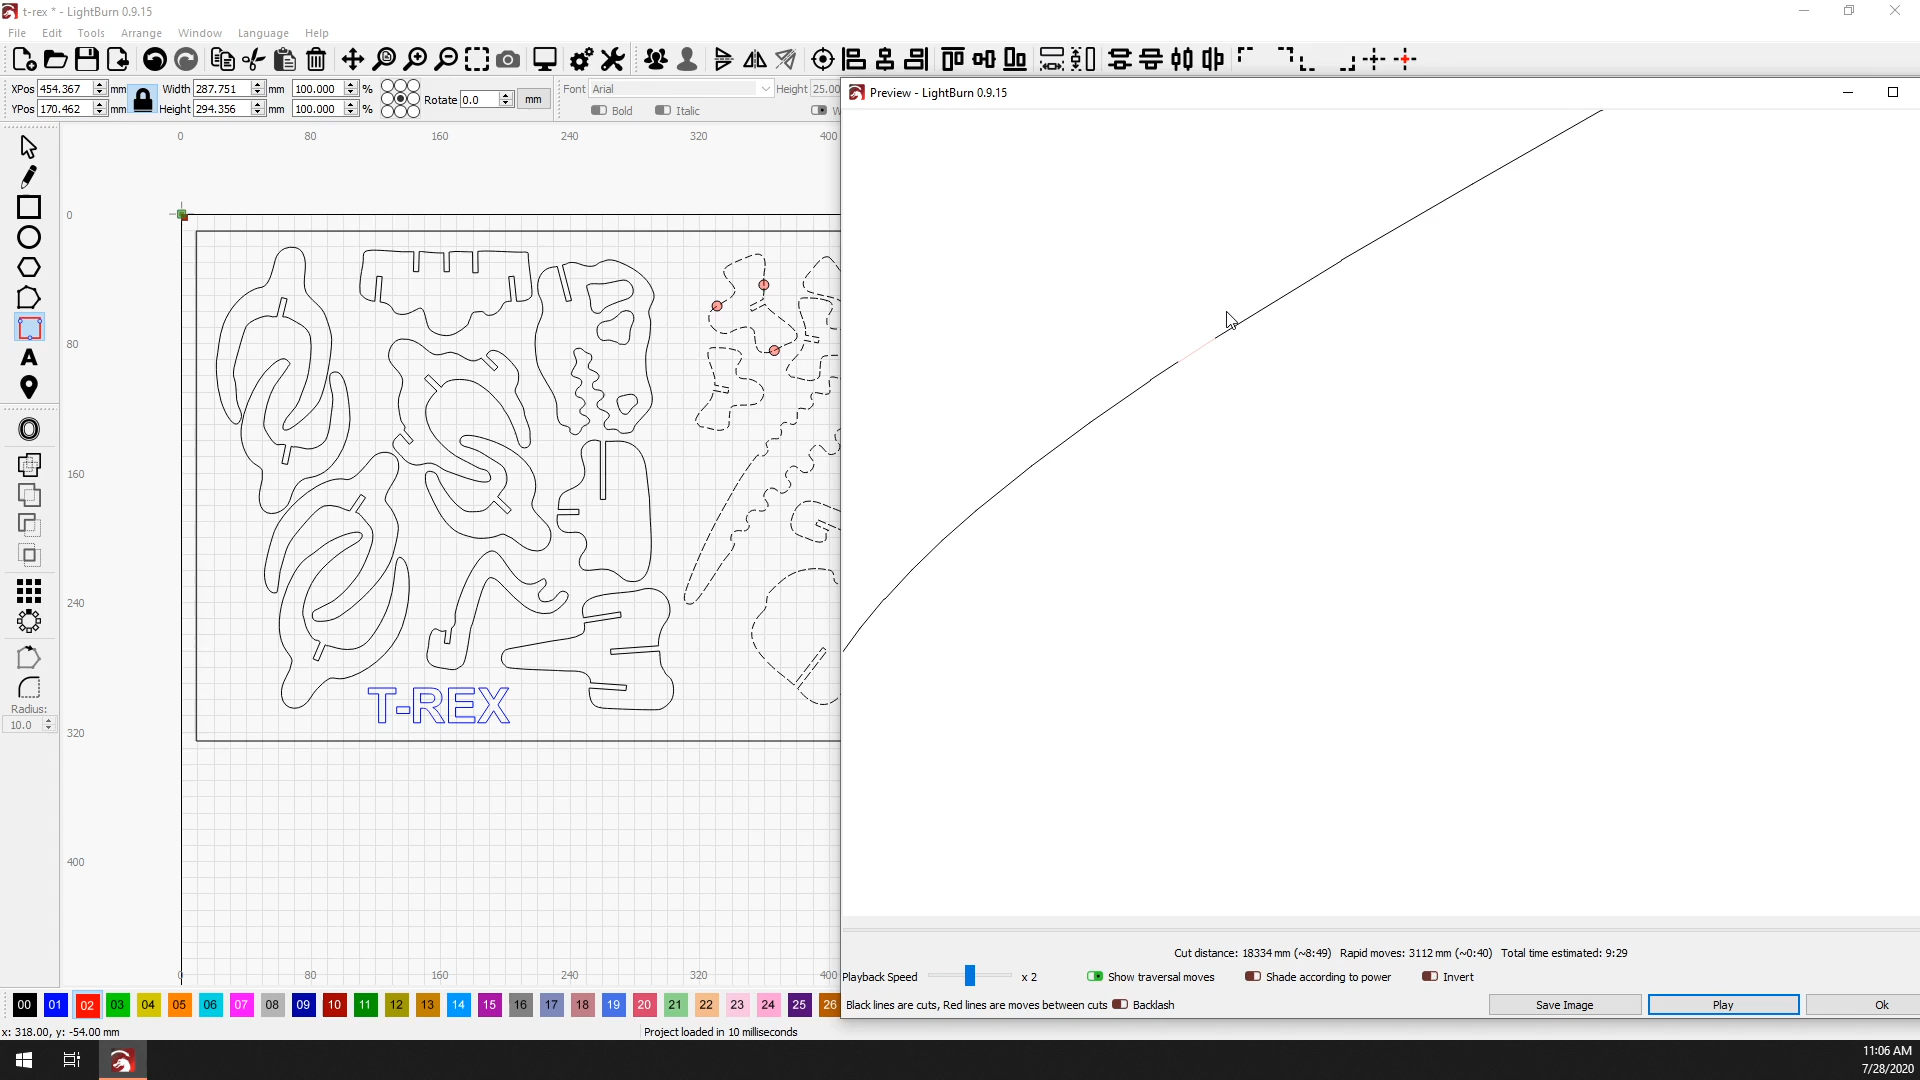 t-rex * - LightBurn 0.9.15
File Edit Tools Arrange Window Language Help
XPos 454.367 mm Width 287.751 mm 100.000 % Rotate 0.0 mm Font Arial Height 25.00
YPos 170.462 mm Height 294.356 mm 100.000 % Bold Italic
Preview - LightBurn 0.9.15
0 80 160 240 320 400
0
80
160
240
320
400
T-REX
A
Radius:
10.0
0 80 160 240 320 400
Cut distance: 18334 mm (~8:49) Rapid moves: 3112 mm (~0:40) Total time estimated: 9:29
Playback Speed x 2 Show traversal moves Shade according to power Invert
Black lines are cuts, Red lines are moves between cuts Backlash Save Image Play Ok
00 01 02 03 04 05 06 07 08 09 10 11 12 13 14 15 16 17 18 19 20 21 22 23 24 25 26
x: 318.00, y: -54.00 mm Project loaded in 10 milliseconds
11:06 AM
7/28/2020